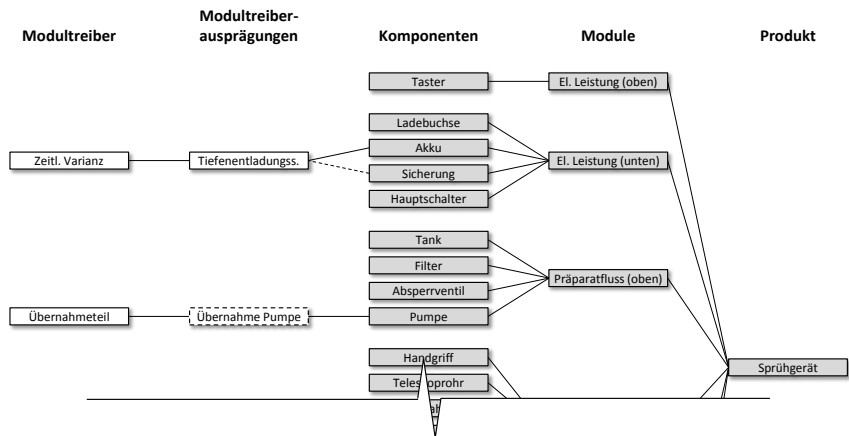 Modultreiber
Modultreiber-
ausprägungen
Komponenten
Module
Produkt
Taster
El. Leistung (oben)
Ladebuchse
Zeitl. Varianz
Tiefenentladungss.
Akku
El. Leistung (unten)
Sicherung
Hauptschalter
Tank
Filter
Präparatfluss (oben)
Absperrventil
Übernahmeteil
Übernahme Pumpe
Pumpe
Handgriff
Sprühgerät